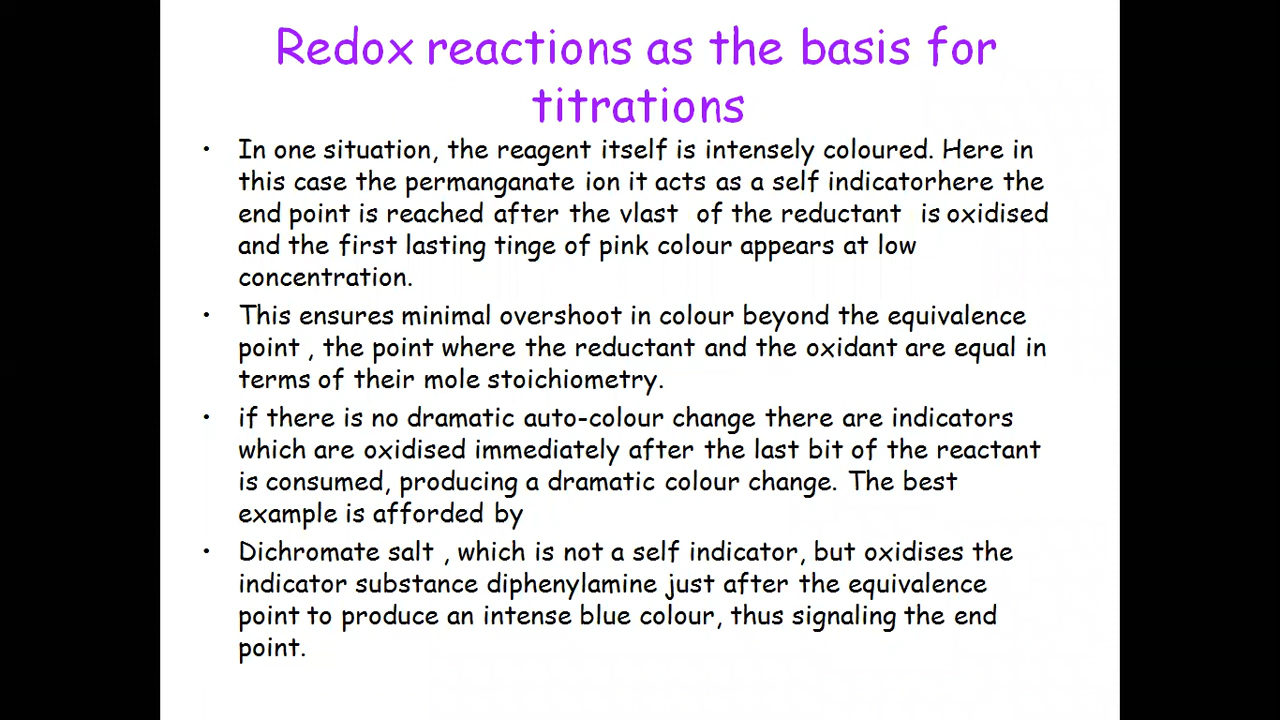 Redox reactions as the basis for
titrations
• In one situation, the reagent itself is intensely coloured. Here in
this case the permanganate ion it acts as a self indicatorhere the
end point is reached after the vlast of the reductant is oxidised
and the first lasting tinge of pink colour appears at low
concentration.
• This ensures minimal overshoot in colour beyond the equivalence
point , the point where the reductant and the oxidant are equal in
terms of their mole stoichiometry.
• if there is no dramatic auto-colour change there are indicators
which are oxidised immediately after the last bit of the reactant
is consumed, producing a dramatic colour change. The best
example is afforded by
• Dichromate salt , which is not a self indicator, but oxidises the
indicator substance diphenylamine just after the equivalence
point to produce an intense blue colour, thus signaling the end
point.